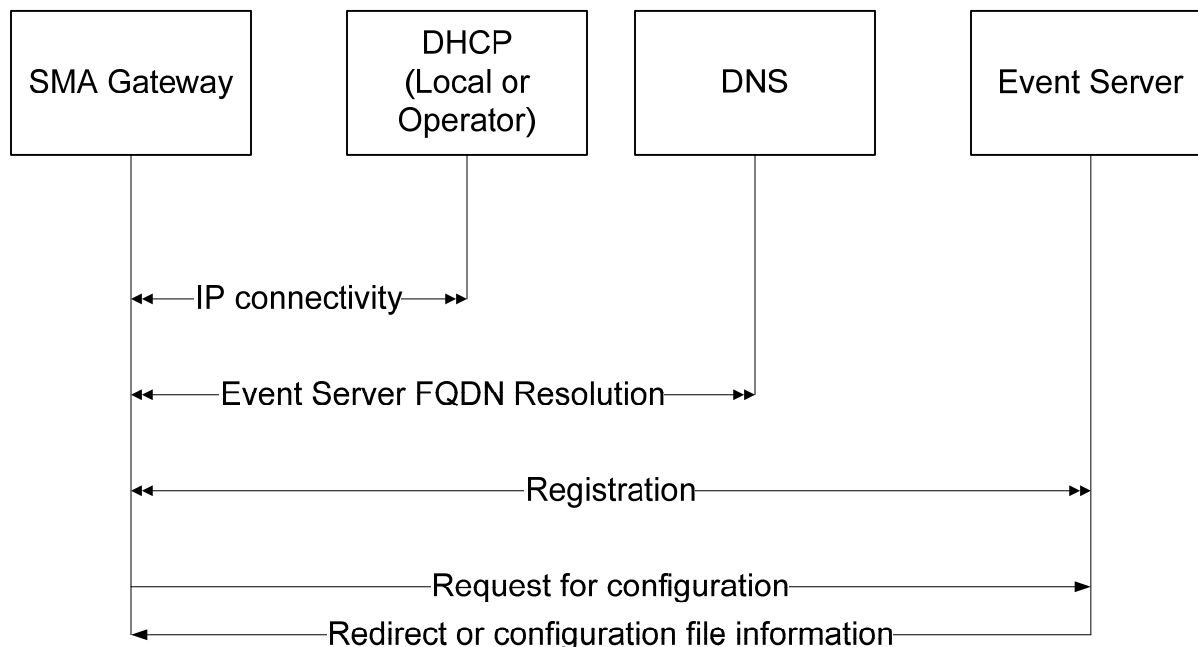 SMA Gateway
DHCP
(Local or
Operator)
DNS
Event Server
IP connectivity
Event Server FQDN Resolution
Registration
Request for configuration
Redirect or configuration file information